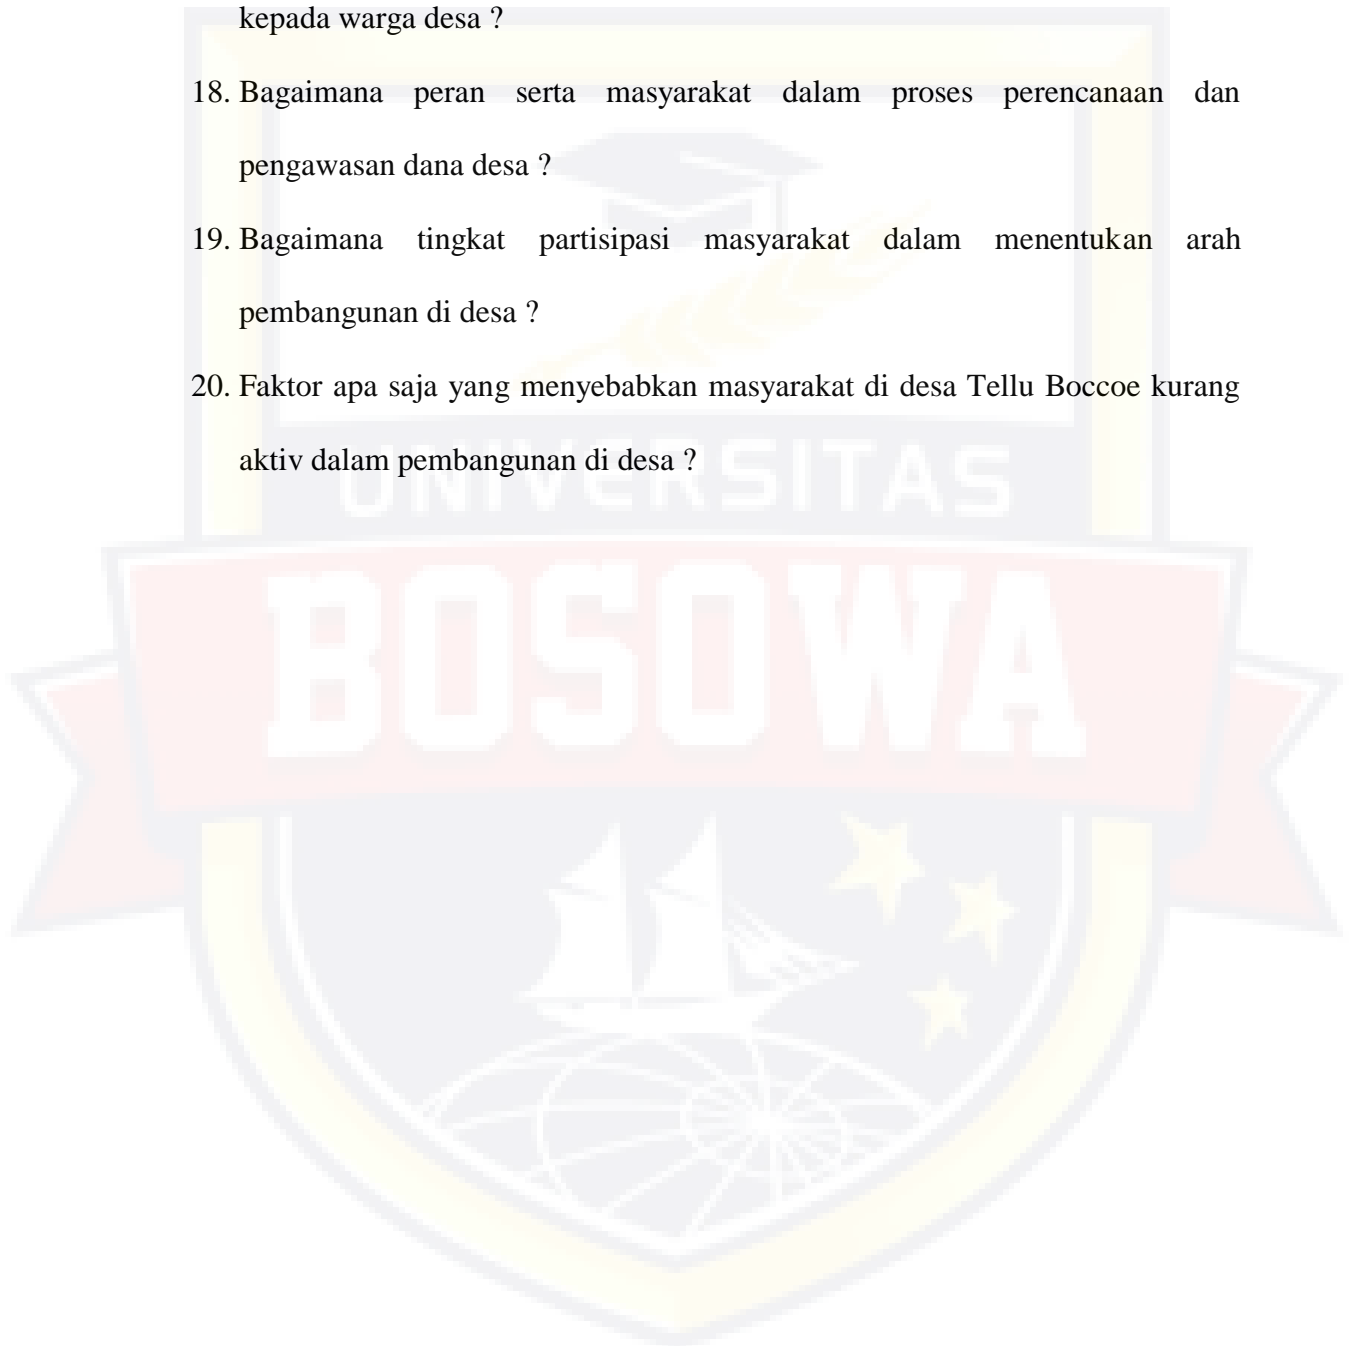 kepada warga desa ?
18. Bagaimana peran serta masyarakat dalam proses perencanaan dan
pengawasan dana desa ?
19. Bagaimana tingkat partisipasi masyarakat dalam menentukan arah
pembangunan di desa ?
20. Faktor apa saja yang menyebabkan masyarakat di desa Tellu Boccoe kurang
aktiv dalam pembangunan di desa ?
UNIVERSITAS
BOSOWA